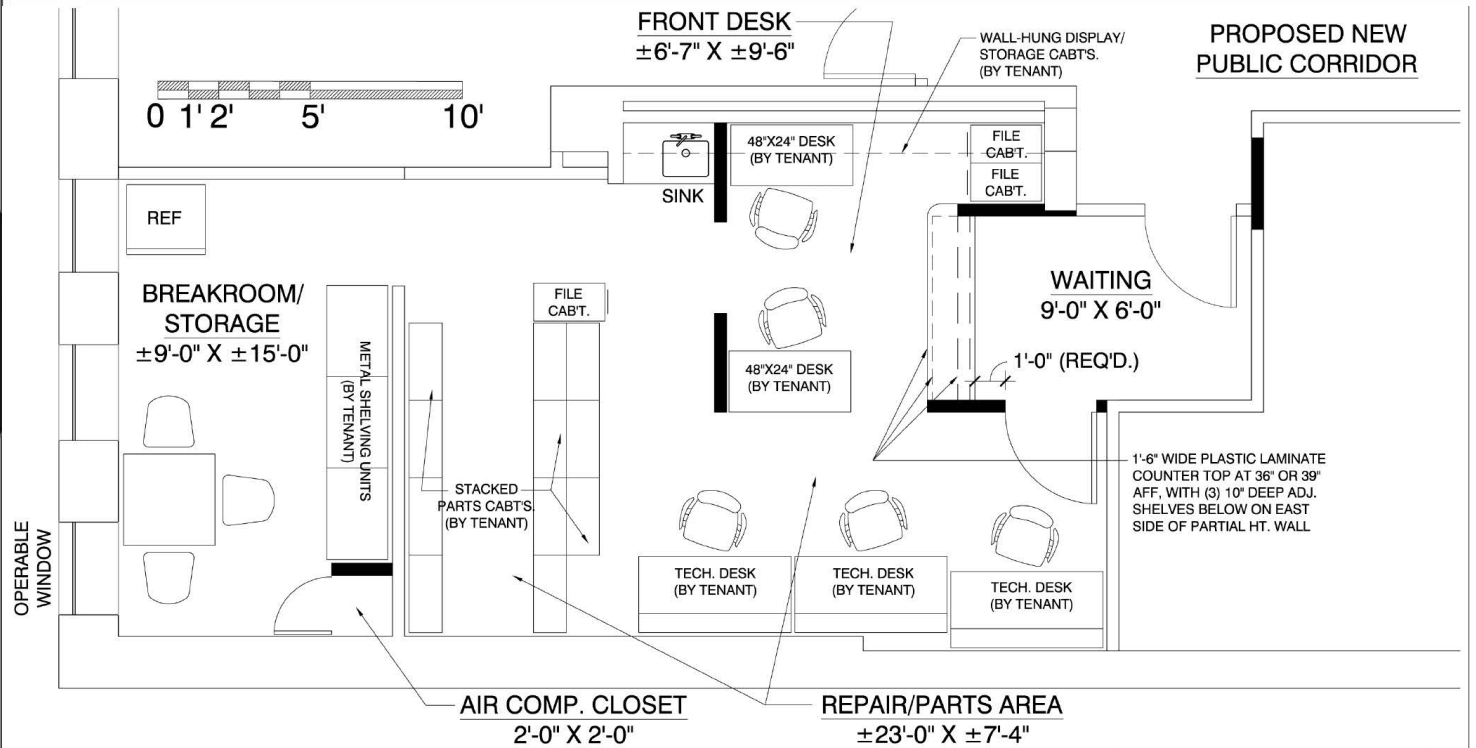 FRONT DESK
±6'-7" X ±9'-6"
WALL-HUNG DISPLAY/
STORAGE CABT'S.
(BY TENANT)
PROPOSED NEW
PUBLIC CORRIDOR
0 1' 2' 5' 10'
SINK
48"X24" DESK
(BY TENANT)
FILE
CAB'T.
FILE
CAB'T.
REF
BREAKROOM/
STORAGE
±9'-0" X ±15'-0"
METAL SHELVING UNITS
(BY TENANT)
FILE
CAB'T.
WAITING
9'-0" X 6'-0"
1'-0" (REQ'D.)
48"X24" DESK
(BY TENANT)
STACKED
PARTS CABT'S.
(BY TENANT)
1'-6" WIDE PLASTIC LAMINATE
COUNTER TOP AT 36" OR 39"
AFF, WITH (3) 10" DEEP ADJ.
SHELVES BELOW ON EAST
SIDE OF PARTIAL HT. WALL
OPERABLE
WINDOW
TECH. DESK
(BY TENANT)
TECH. DESK
(BY TENANT)
TECH. DESK
(BY TENANT)
AIR COMP. CLOSET
2'-0" X 2'-0"
REPAIR/PARTS AREA
±23'-0" X ±7'-4"